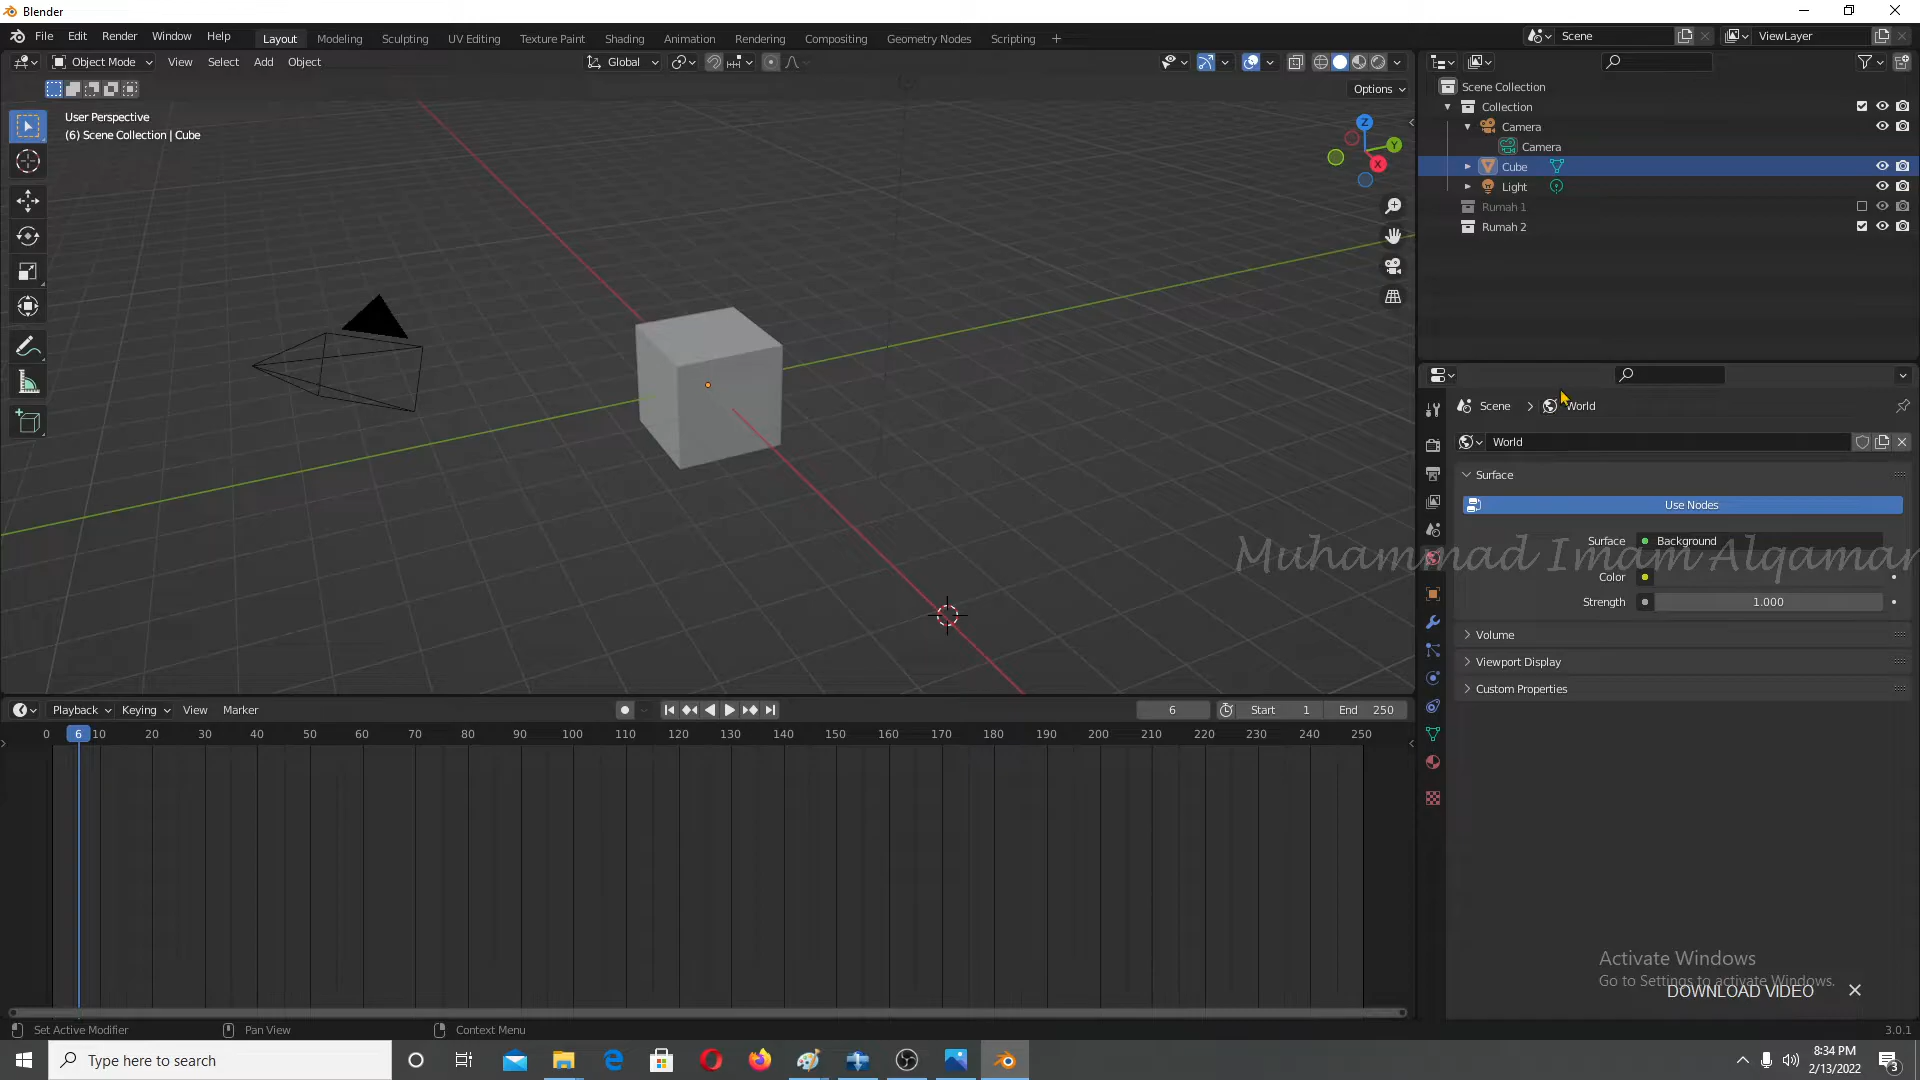 Blender
File Edit Render Window Help Layout Modeling Sculpting UV Editing Texture Paint Shading Animation Rendering Compositing Geometry Nodes Scripting + Scene ViewLayer
Object Mode View Select Add Object Global
Options
User Perspective
(6) Scene Collection | Cube
Z
Y
X
Scene Collection
Collection
Camera
Camera
Cube
Light
Rumah 1
Rumah 2
Scene > World
World
Surface
Use Nodes
Surface Background
Muhammad Imam Alqamar
Color
Strength 1.000
Volume
Viewport Display
Custom Properties
Playback Keying View Marker 6 Start 1 End 250
0 6 10 20 30 40 50 60 70 80 90 100 110 120 130 140 150 160 170 180 190 200 210 220 230 240 250
Activate Windows
Go to Settings to activate Windows.
DOWNLOAD VIDEO
Set Active Modifier Pan View Context Menu 3.0.1
Type here to search
8:34 PM
2/13/2022
3